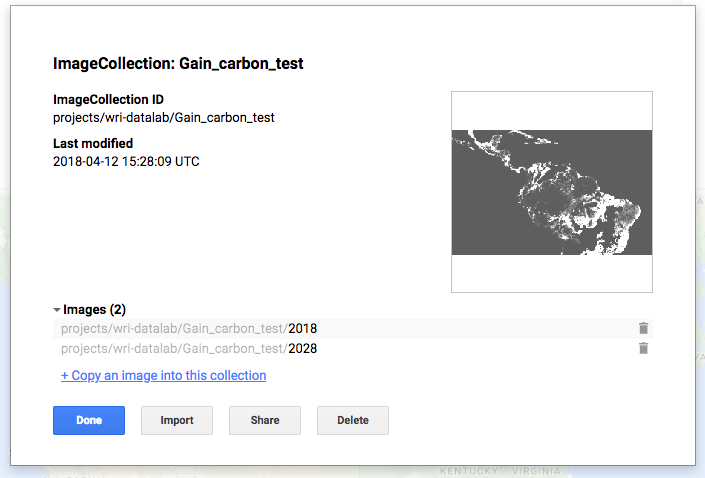 ImageCollection: Gain_carbon_test
ImageCollection ID
projects/wri-datalab/Gain_carbon_test
Last modified
2018-04-12 15:28:09 UTC
Images (2)
projects/wri-datalab/Gain_carbon_test/2018
projects/wri-datalab/Gain_carbon_test/2028
+ Copy an image into this collection
Done
Import
Share
Delete
KENTUCKY
VIRGINIA